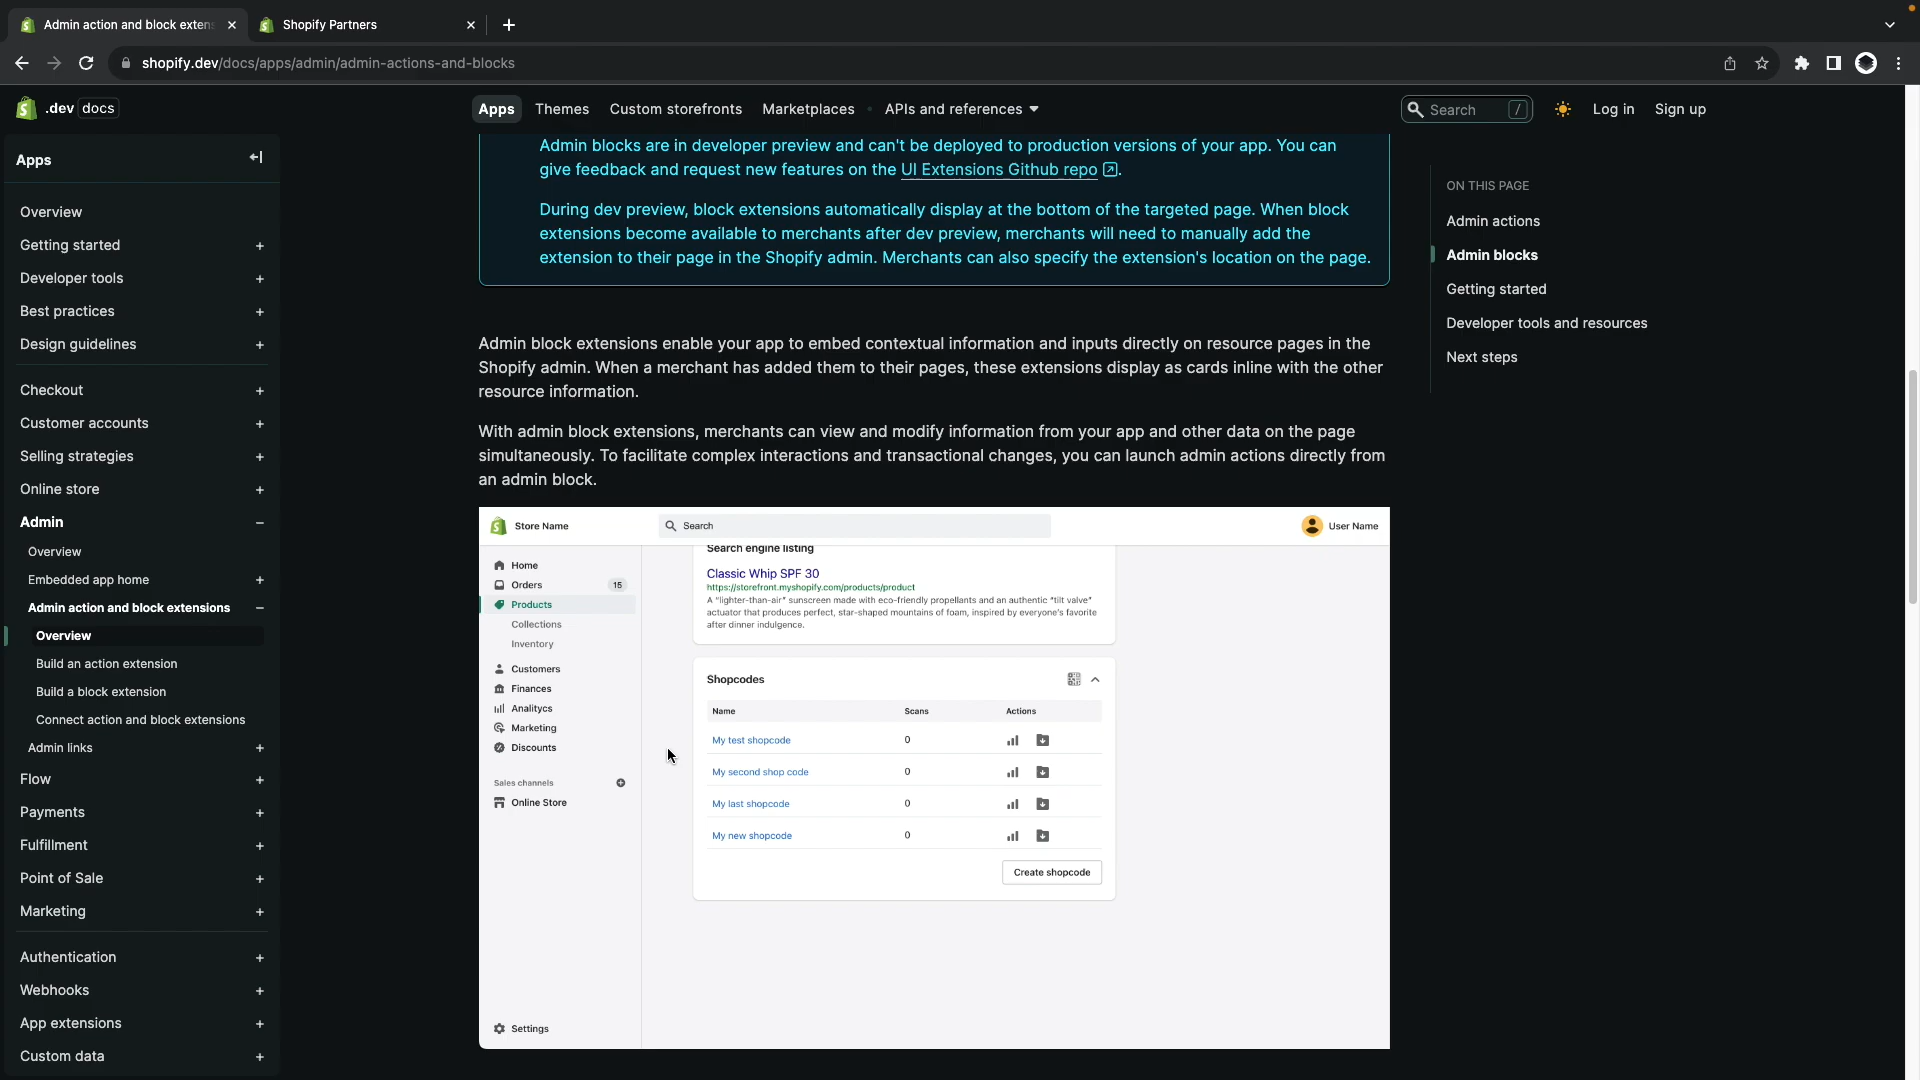 Admin action and block exten
Shopify Partners
shopify.dev/docs/apps/admin/admin-actions-and-blocks
.dev docs
Apps
Themes
Custom storefronts
Marketplaces
APIs and references
Search /
Log in
Sign up
Apps
Overview
Getting started
Developer tools
Best practices
Design guidelines
Checkout
Customer accounts
Selling strategies
Online store
Admin
Overview
Embedded app home
Admin action and block extensions
Overview
Build an action extension
Build a block extension
Connect action and block extensions
Admin links
Flow
Payments
Fulfillment
Point of Sale
Marketing
Authentication
Webhooks
App extensions
Custom data
Admin blocks are in developer preview and can't be deployed to production versions of your app. You can
give feedback and request new features on the UI Extensions Github repo.
During dev preview, block extensions automatically display at the bottom of the targeted page. When block
extensions become available to merchants after dev preview, merchants will need to manually add the
extension to their page in the Shopify admin. Merchants can also specify the extension's location on the page.
Admin block extensions enable your app to embed contextual information and inputs directly on resource pages in the
Shopify admin. When a merchant has added them to their pages, these extensions display as cards inline with the other
resource information.
With admin block extensions, merchants can view and modify information from your app and other data on the page
simultaneously. To facilitate complex interactions and transactional changes, you can launch admin actions directly from
an admin block.
Store Name
Search
User Name
Home
Orders 15
Products
Collections
Inventory
Customers
Finances
Analitycs
Marketing
Discounts
Sales channels
Online Store
Settings
Search engine listing
Classic Whip SPF 30
https://storefront.myshopify.com/products/product
A "lighter-than-air" sunscreen made with eco-friendly propellants and an authentic "tilt valve"
actuator that produces perfect, star-shaped mountains of foam, inspired by everyone's favorite
after dinner indulgence.
Shopcodes
Name Scans Actions
My test shopcode 0
My second shop code 0
My last shopcode 0
My new shopcode 0
Create shopcode
ON THIS PAGE
Admin actions
Admin blocks
Getting started
Developer tools and resources
Next steps